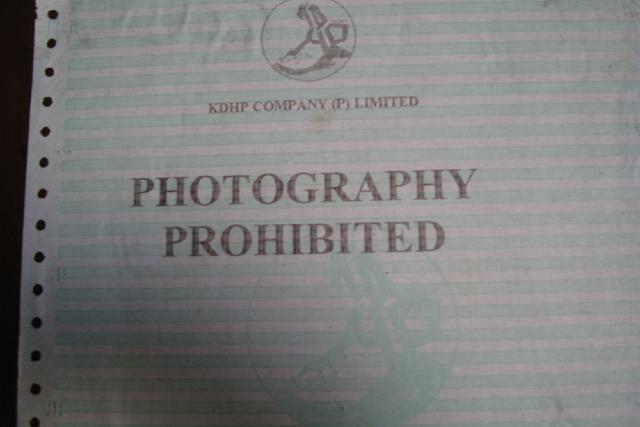 KDHP COMPANY (P) LIMITED
PHOTOGRAPHY
PROHIBITED